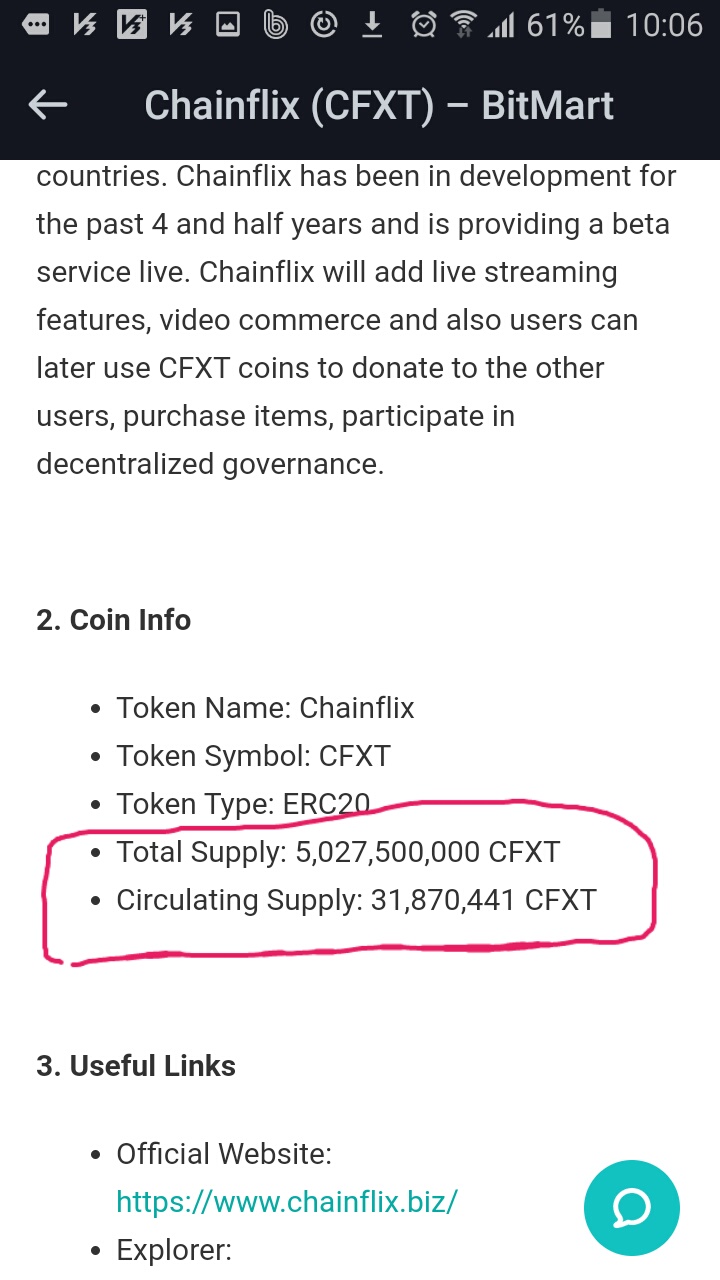 61% 10:06
Chainflix (CFXT) – BitMart
countries. Chainflix has been in development for
the past 4 and half years and is providing a beta
service live. Chainflix will add live streaming
features, video commerce and also users can
later use CFXT coins to donate to the other
users, purchase items, participate in
decentralized governance.
2. Coin Info
• Token Name: Chainflix
• Token Symbol: CFXT
• Token Type: ERC20
• Total Supply: 5,027,500,000 CFXT
• Circulating Supply: 31,870,441 CFXT
3. Useful Links
• Official Website:
https://www.chainflix.biz/
• Explorer: